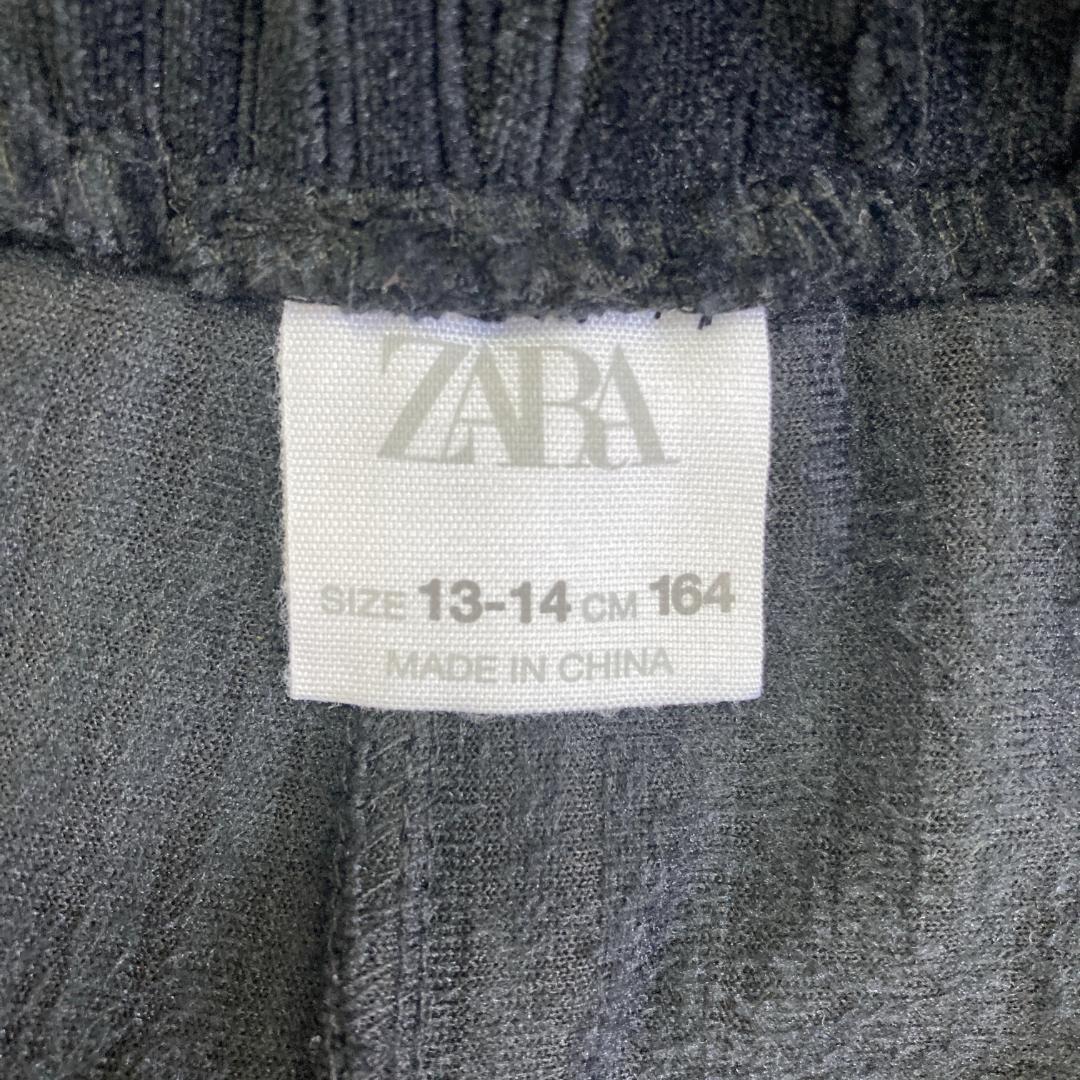 ZARA
SIZE 13-14 CM 164
MADE IN CHINA